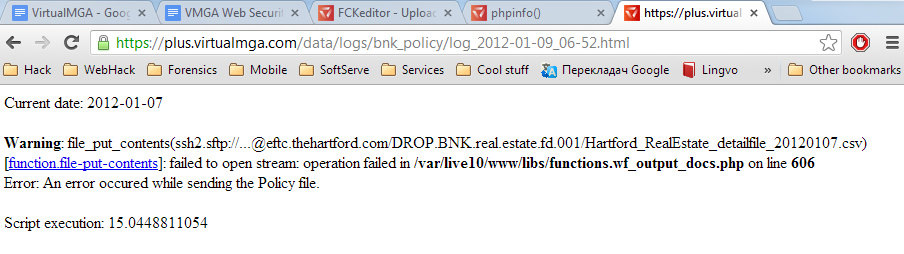 VirtualMGA - Goog
VMGA Web Securit
FCKeditor - Upload
phpinfo()
https://plus.virtualm
https://plus.virtualmga.com/data/logs/bnk_policy/log_2012-01-09_06-52.html
Hack
WebHack
Forensics
Mobile
SoftServe
Services
Cool stuff
Перекладач Google
Lingvo
»
Other bookmarks
Current date: 2012-01-07
Warning: file_put_contents(ssh2.sftp://...@eftc.thehartford.com/DROP.BNK.real.estate.fd.001/Hartford_RealEstate_detailfile_20120107.csv)
[function.file-put-contents]: failed to open stream: operation failed in /var/live10/www/libs/functions.wf_output_docs.php on line 606
Error: An error occured while sending the Policy file.
Script execution: 15.0448811054